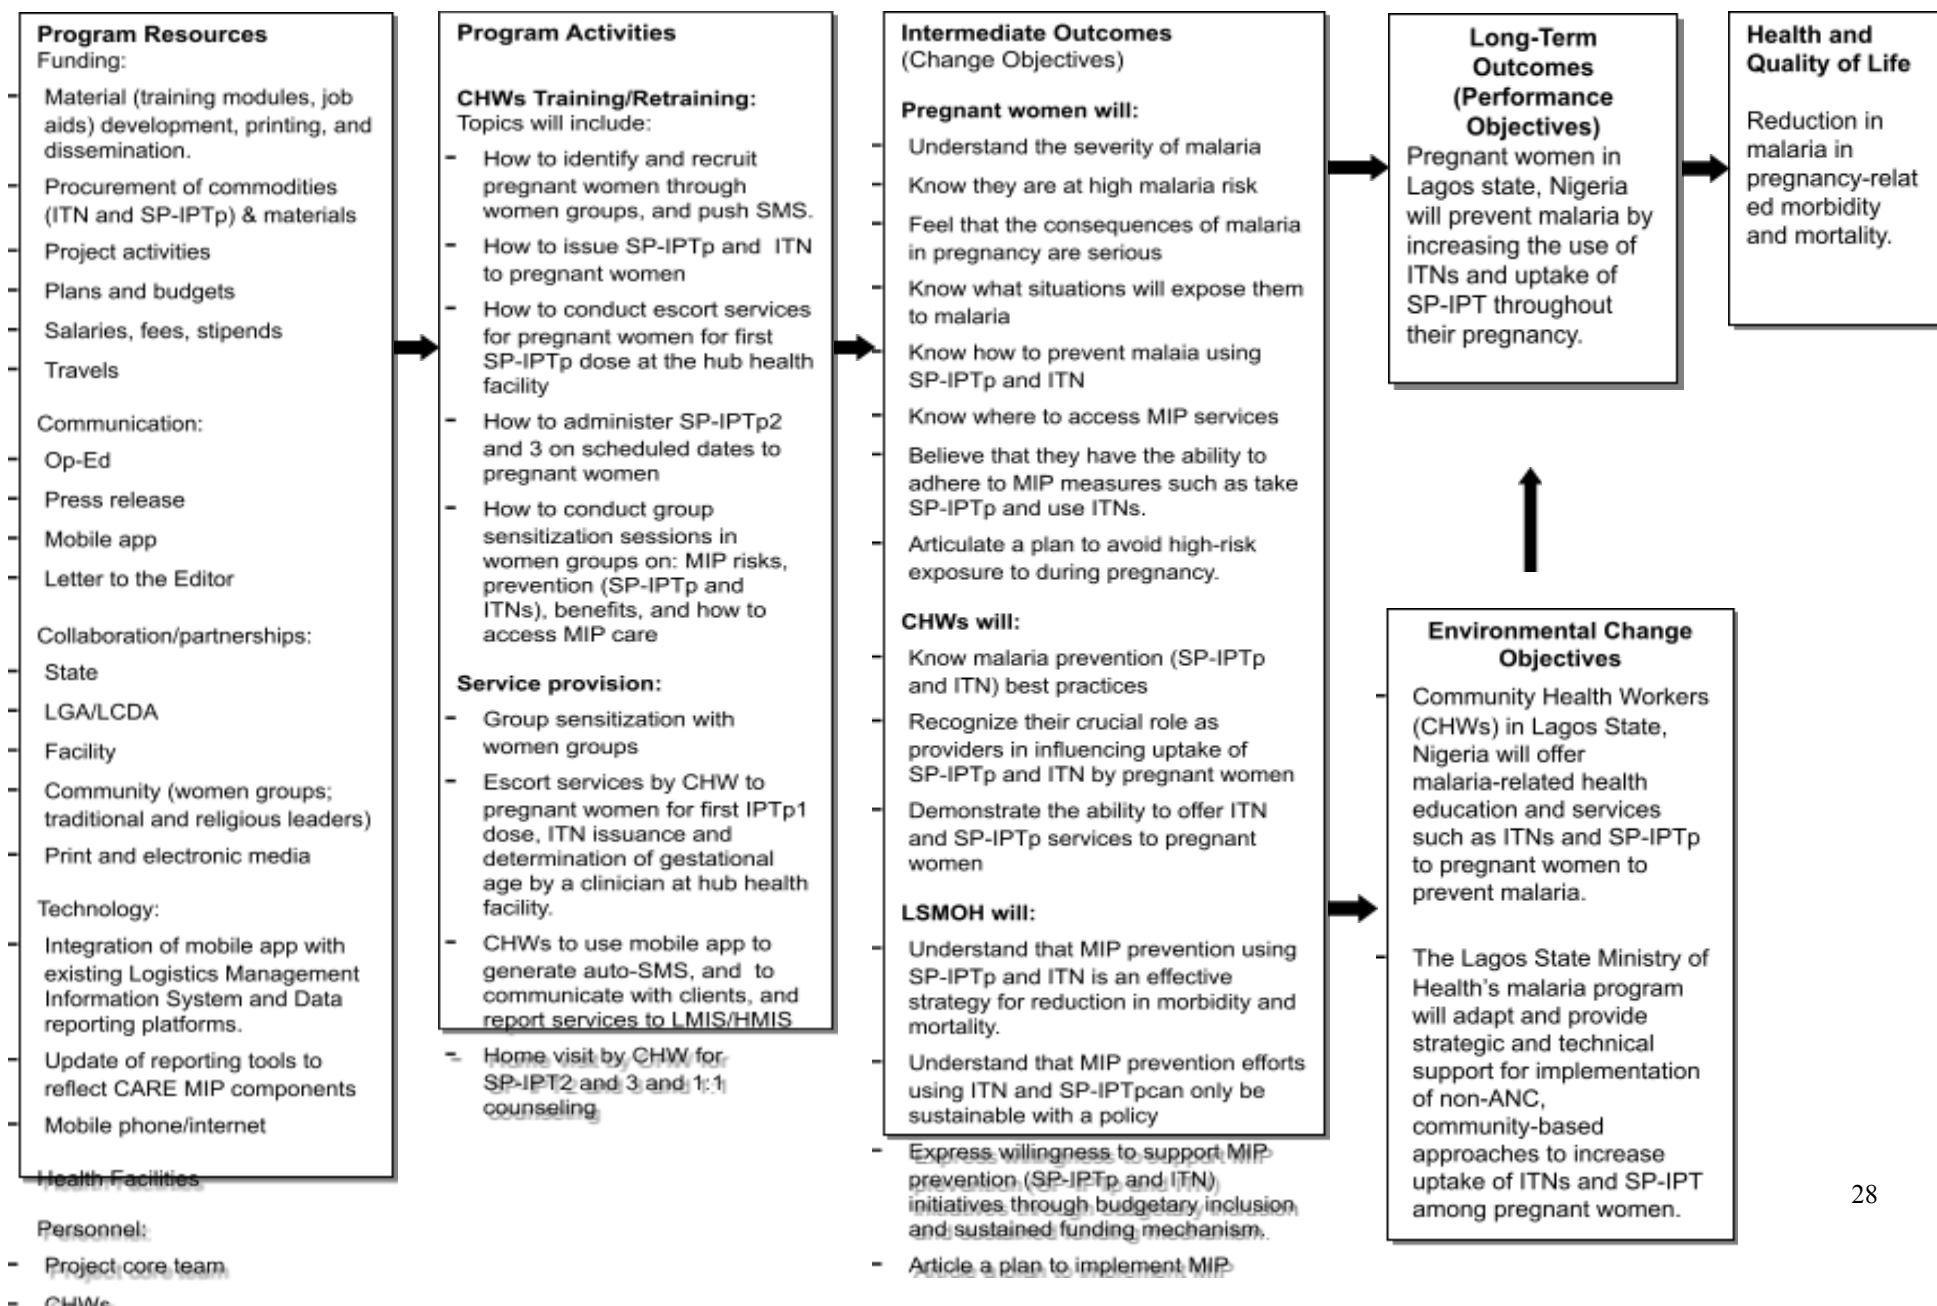 Program Resources
Funding:
- Material (training modules, job
aids) development, printing, and
dissemination.
- Procurement of commodities
(ITN and SP-IPTp) & materials
- Project activities
- Plans and budgets
- Salaries, fees, stipends
- Travels
Communication:
- Op-Ed
- Press release
- Mobile app
- Letter to the Editor
Collaboration/partnerships:
- State
- LGA/LCDA
- Facility
- Community (women groups;
traditional and religious leaders)
- Print and electronic media
Technology:
- Integration of mobile app with
existing Logistics Management
Information System and Data
reporting platforms.
- Update of reporting tools to
reflect CARE MIP components
- Mobile phone/internet
Health Facilities
Personnel:
- Project core team
- CHWs
Program Activities
CHWs Training/Retraining:
Topics will include:
- How to identify and recruit
pregnant women through
women groups, and push SMS.
- How to issue SP-IPTp and ITN
to pregnant women
- How to conduct escort services
for pregnant women for first
SP-IPTp dose at the hub health
facility
- How to administer SP-IPTp2
and 3 on scheduled dates to
pregnant women
- How to conduct group
sensitization sessions in
women groups on: MIP risks,
prevention (SP-IPTp and
ITNs), benefits, and how to
access MIP care
Service provision:
- Group sensitization with
women groups
- Escort services by CHW to
pregnant women for first IPTp1
dose, ITN issuance and
determination of gestational
age by a clinician at hub health
facility.
- CHWs to use mobile app to
generate auto-SMS, and to
communicate with clients, and
report services to LMIS/HMIS
- Home visit by CHW for
SP-IPT2 and 3 and 1:1
counseling
Intermediate Outcomes
(Change Objectives)
Pregnant women will:
- Understand the severity of malaria
- Know they are at high malaria risk
- Feel that the consequences of malaria
in pregnancy are serious
- Know what situations will expose them
to malaria
- Know how to prevent malaia using
SP-IPTp and ITN
- Know where to access MIP services
- Believe that they have the ability to
adhere to MIP measures such as take
SP-IPTp and use ITNs.
- Articulate a plan to avoid high-risk
exposure to during pregnancy.
CHWs will:
- Know malaria prevention (SP-IPTp
and ITN) best practices
- Recognize their crucial role as
providers in influencing uptake of
SP-IPTp and ITN by pregnant women
- Demonstrate the ability to offer ITN
and SP-IPTp services to pregnant
women
LSMOH will:
- Understand that MIP prevention using
SP-IPTp and ITN is an effective
strategy for reduction in morbidity and
mortality.
- Understand that MIP prevention efforts
using ITN and SP-IPTpcan only be
sustainable with a policy
- Express willingness to support MIP
prevention (SP-IPTp and ITN)
initiatives through budgetary inclusion
and sustained funding mechanism.
- Article a plan to implement MIP
Long-Term
Outcomes
(Performance
Objectives)
Pregnant women in
Lagos state, Nigeria
will prevent malaria by
increasing the use of
ITNs and uptake of
SP-IPT throughout
their pregnancy.
Environmental Change
Objectives
- Community Health Workers
(CHWs) in Lagos State,
Nigeria will offer
malaria-related health
education and services
such as ITNs and SP-IPTp
to pregnant women to
prevent malaria.
- The Lagos State Ministry of
Health's malaria program
will adapt and provide
strategic and technical
support for implementation
of non-ANC,
community-based
approaches to increase
uptake of ITNs and SP-IPT
among pregnant women.
Health and
Quality of Life
Reduction in
malaria in
pregnancy-relat
ed morbidity
and mortality.
28